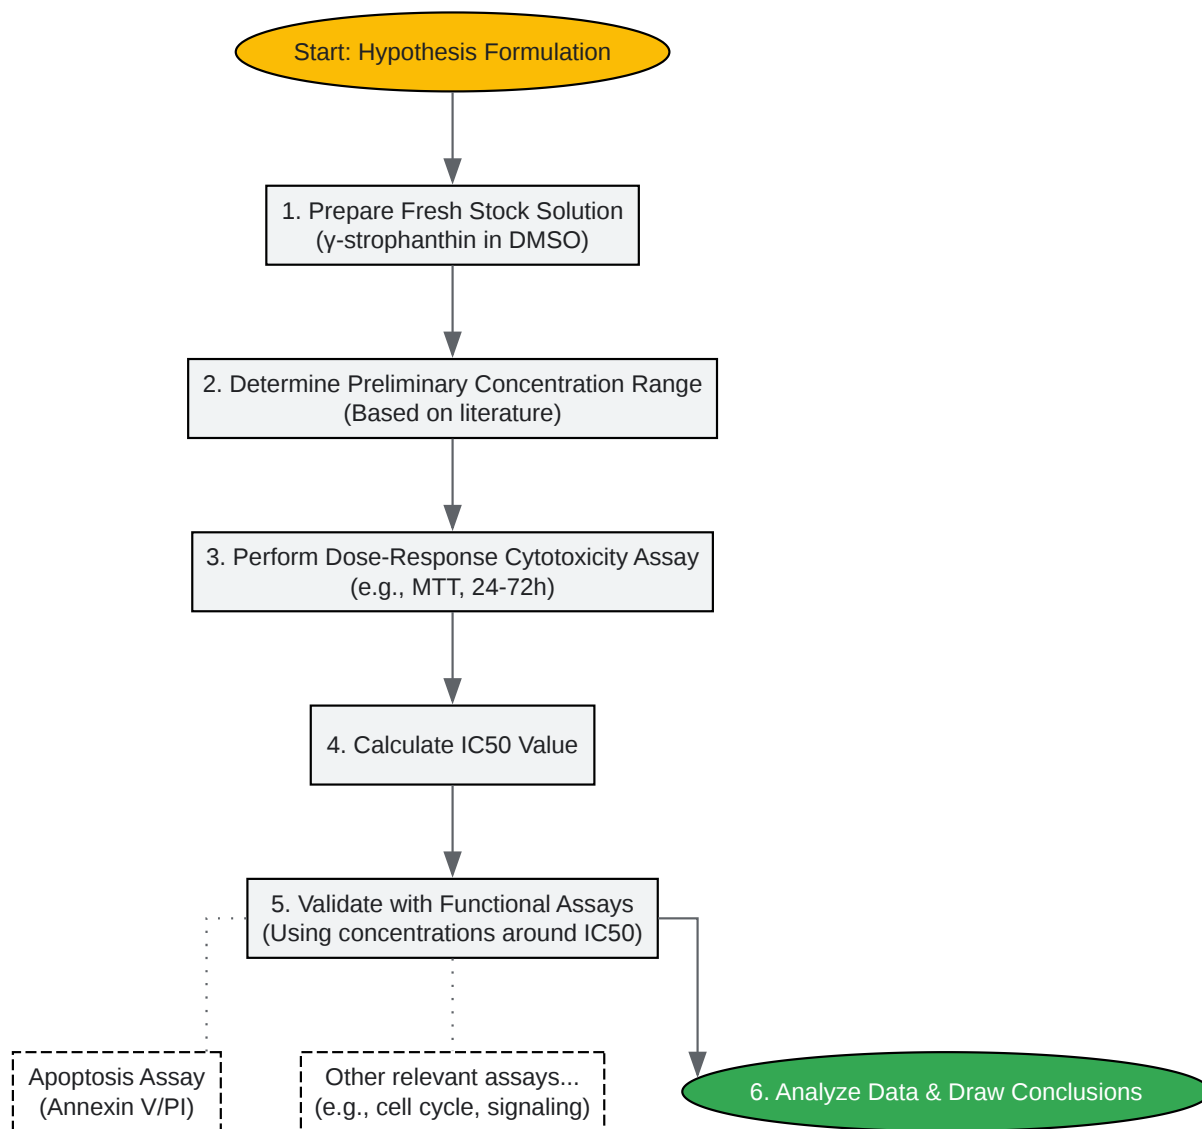 Start: Hypothesis Formulation
1. Prepare Fresh Stock Solution
(γ-strophanthin in DMSO)
2. Determine Preliminary Concentration Range
(Based on literature)
3. Perform Dose-Response Cytotoxicity Assay
(e.g., MTT, 24-72h)
4. Calculate IC50 Value
5. Validate with Functional Assays
(Using concentrations around IC50)
Apoptosis Assay
(Annexin V/PI)
Other relevant assays...
(e.g., cell cycle, signaling)
6. Analyze Data & Draw Conclusions